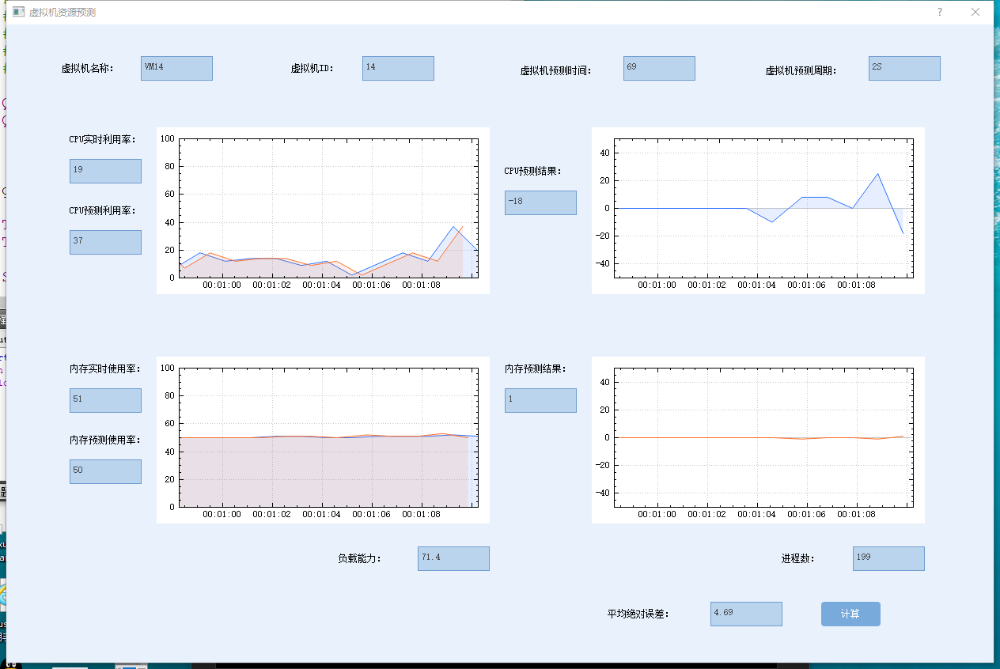 虚拟机资源预测
虚拟机名称: VM14 虚拟机ID: 14 虚拟机预测时间: 69 虚拟机预测周期: 2S
CPU实时利用率:
19
CPU预测利用率:
37
100
80
60
40
20
0
00:01:00 00:01:02 00:01:04 00:01:06 00:01:08
CPU预测结果:
-18
40
20
0
-20
-40
00:01:00 00:01:02 00:01:04 00:01:06 00:01:08
内存实时使用率:
51
内存预测使用率:
50
100
80
60
40
20
0
00:01:00 00:01:02 00:01:04 00:01:06 00:01:08
内存预测结果:
1
40
20
0
-20
-40
00:01:00 00:01:02 00:01:04 00:01:06 00:01:08
负载能力: 71.4 进程数: 199
平均绝对误差: 4.69 计算